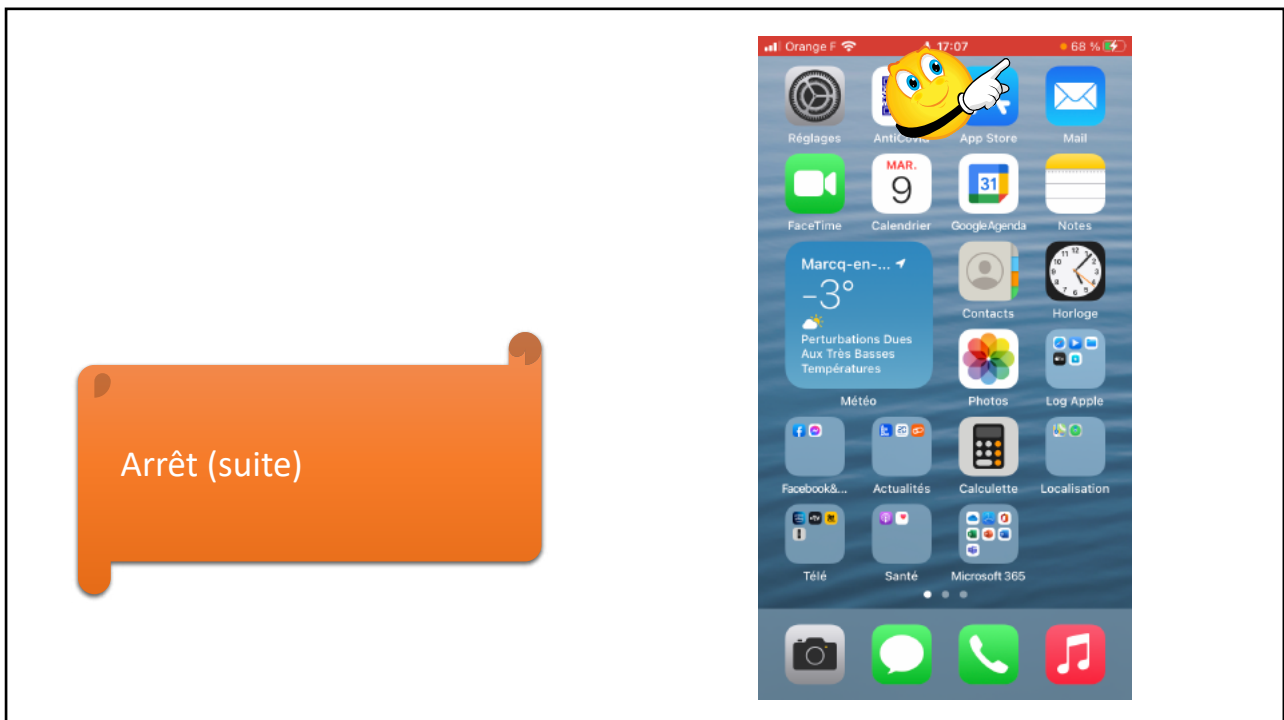 Orange F 17:07 68 %
Réglages AntiCovid App Store Mail
MAR.
9
31
FaceTime Calendrier GoogleAgenda Notes
Marcq-en-...
-3°
Perturbations Dues
Aux Très Basses
Températures
Météo
Contacts Horloge
Photos Log Apple
Facebook&... Actualités Calculette Localisation
Télé Santé Microsoft 365
Arrêt (suite)